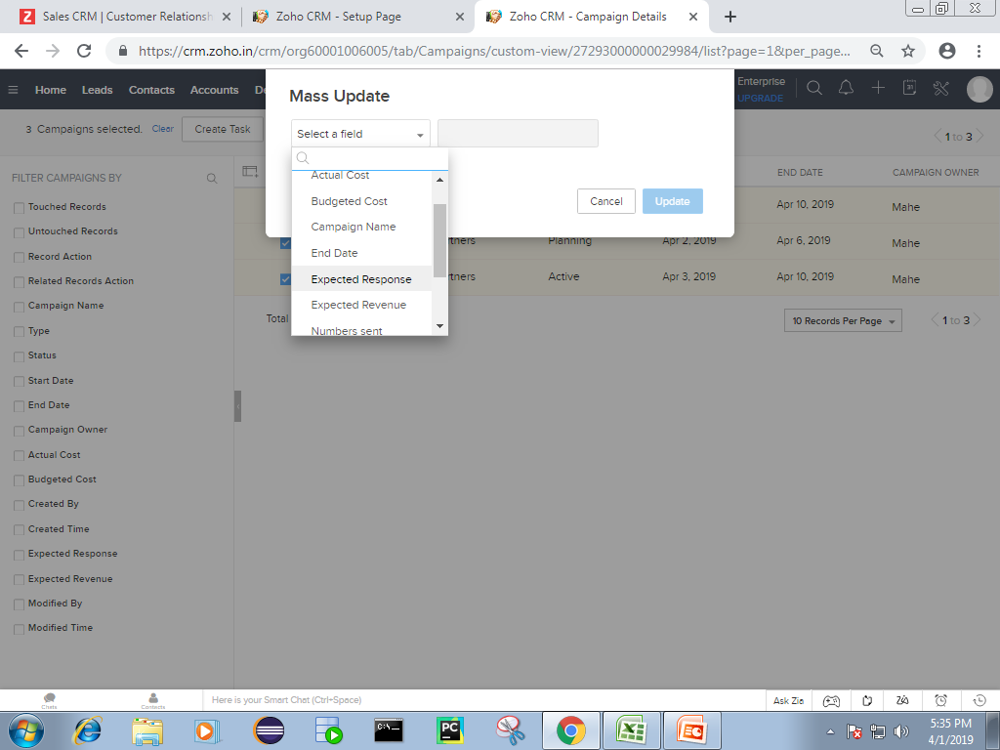 Sales CRM | Customer Relationsh
Zoho CRM - Setup Page
Zoho CRM - Campaign Details
https://crm.zoho.in/crm/org60001006005/tab/Campaigns/custom-view/27293000000029984/list?page=1&per_page...
Home Leads Contacts Accounts De
Enterprise
UPGRADE
Mass Update
Select a field
Actual Cost
Budgeted Cost
Campaign Name
End Date
Expected Response
Expected Revenue
Numbers sent
Cancel Update
3 Campaigns selected. Clear Create Task
1 to 3
FILTER CAMPAIGNS BY
Touched Records
Untouched Records
Record Action
Related Records Action
Campaign Name
Type
Status
Start Date
End Date
Campaign Owner
Actual Cost
Budgeted Cost
Created By
Created Time
Expected Response
Expected Revenue
Modified By
Modified Time
END DATE CAMPAIGN OWNER
Apr 10, 2019 Mahe
tners Planning Apr 2, 2019 Apr 6, 2019 Mahe
rtners Active Apr 3, 2019 Apr 10, 2019 Mahe
Total
10 Records Per Page
1 to 3
Chats Contacts Here is your Smart Chat (Ctrl+Space) Ask Zia
5:35 PM
4/1/2019